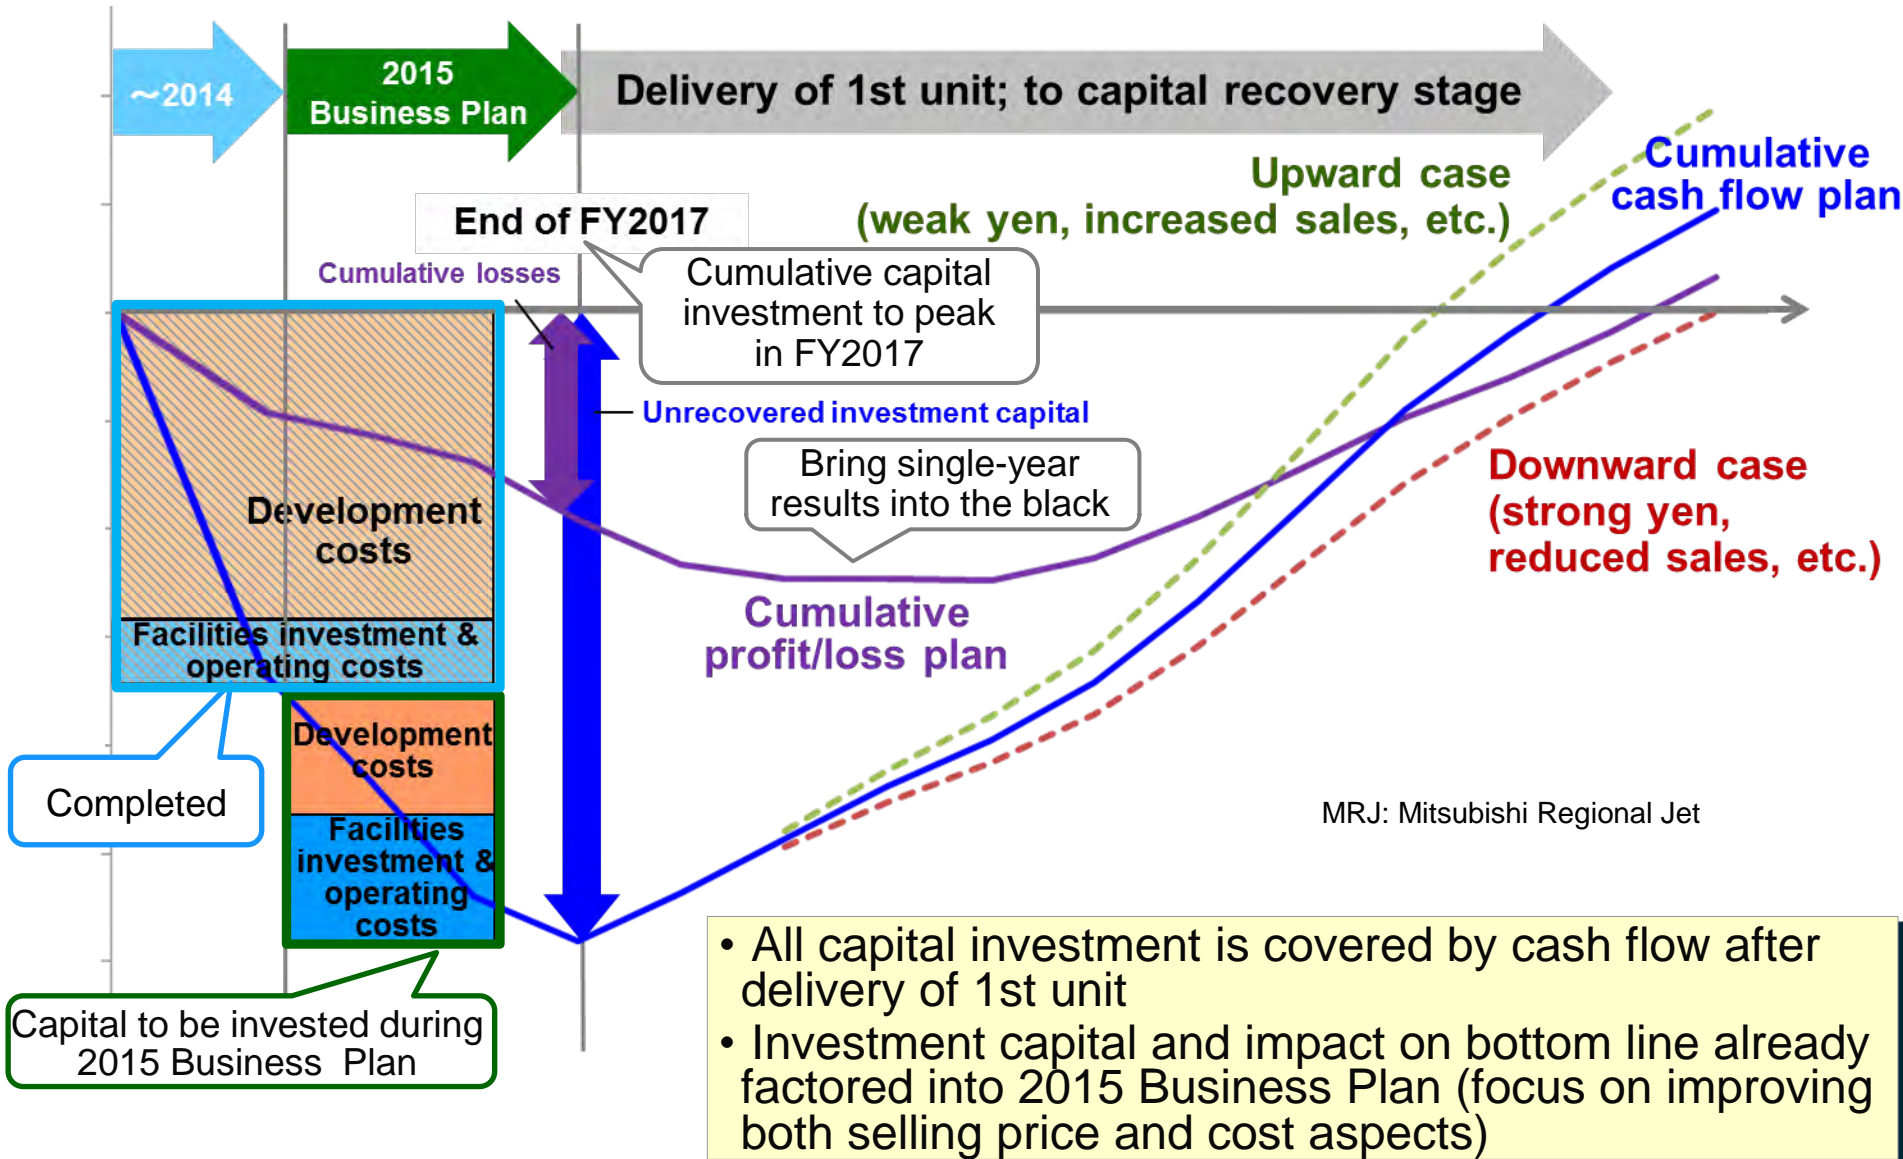 ~2014
2015
Business Plan
Delivery of 1st unit; to capital recovery stage
Upward case
(weak yen, increased sales, etc.)
Cumulative
cash flow plan
End of FY2017
Cumulative losses
Cumulative capital
investment to peak
in FY2017
Unrecovered investment capital
Bring single-year
results into the black
Downward case
(strong yen,
reduced sales, etc.)
Development
costs
Cumulative
profit/loss plan
Facilities investment &
operating costs
Development
costs
Completed
Facilities
investment &
operating
costs
MRJ: Mitsubishi Regional Jet
Capital to be invested during
2015 Business Plan
• All capital investment is covered by cash flow after
delivery of 1st unit
• Investment capital and impact on bottom line already
factored into 2015 Business Plan (focus on improving
both selling price and cost aspects)